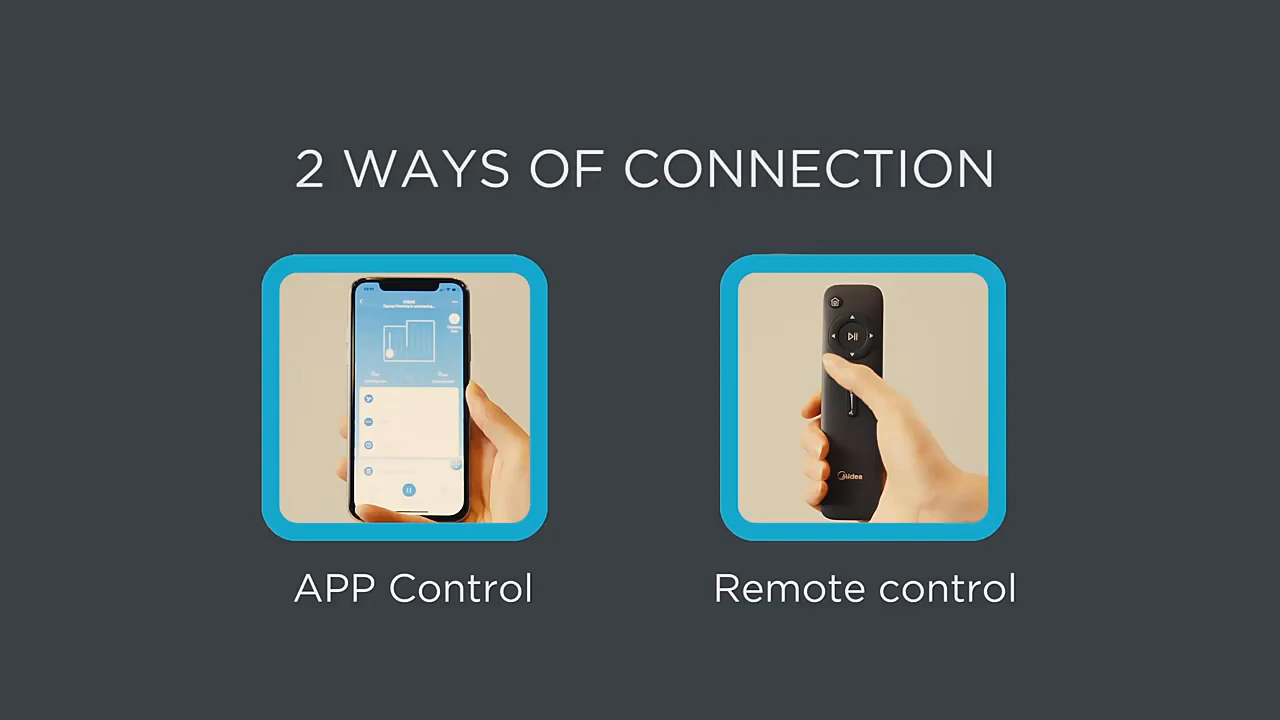 2 WAYS OF CONNECTION
Midea
APP Control
Remote control